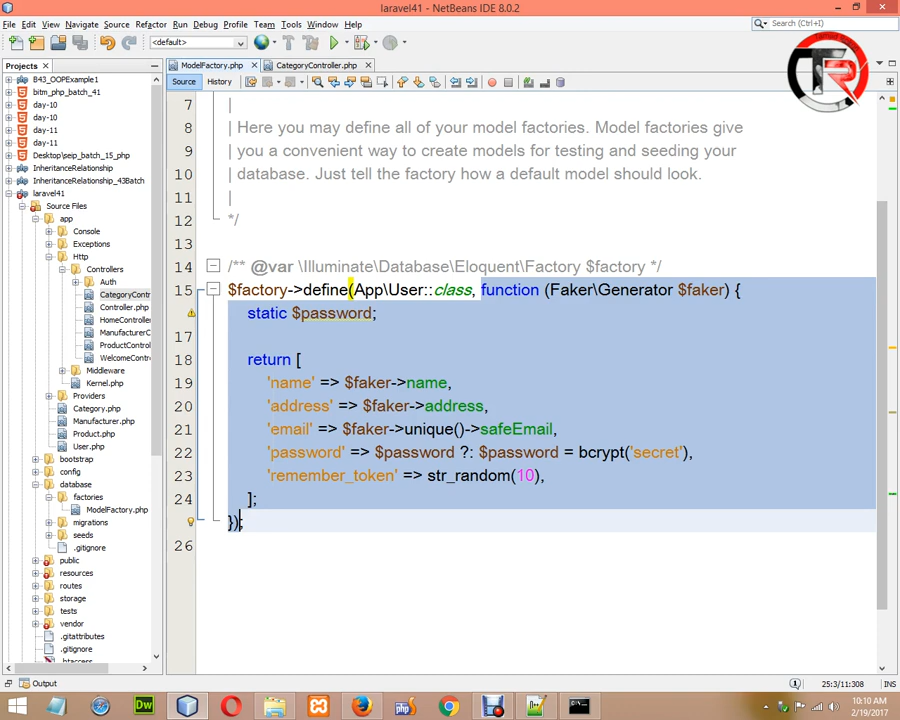 laravel41 - NetBeans IDE 8.0.2
File Edit View Navigate Source Refactor Run Debug Profile Team Tools Window Help
<default>
Search (Ctrl+I)
Projects
ModelFactory.php
CategoryController.php
Source
History
B43_OOPExample1
bitm_php_batch_41
day-10
day-10
day-11
day-11
Desktop\seip_batch_15_php
InheritanceRelationship
InheritanceRelationship_43Batch
laravel41
Source Files
app
Console
Exceptions
Http
Controllers
Auth
CategoryContr
Controller.php
HomeControlle
ManufacturerC
ProductControl
WelcomeContr
Middleware
Kernel.php
Providers
Category.php
Manufacturer.php
Product.php
User.php
bootstrap
config
database
factories
ModelFactory.php
migrations
seeds
.gitignore
public
resources
routes
storage
tests
vendor
.gitattributes
.gitignore
.htaccess
7 |
8 | Here you may define all of your model factories. Model factories give
9 | you a convenient way to create models for testing and seeding your
10 | database. Just tell the factory how a default model should look.
11 |
12 */
13
14 /** @var \Illuminate\Database\Eloquent\Factory $factory */
15 $factory->define(App\User::class, function (Faker\Generator $faker) {
static $password;
17
18 return [
19 'name' => $faker->name,
20 'address' => $faker->address,
21 'email' => $faker->unique()->safeEmail,
22 'password' => $password ?: $password = bcrypt('secret'),
23 'remember_token' => str_random(10),
24 ];
});
26
Output
25:3/11:308
INS
10:10 AM
2/19/2017